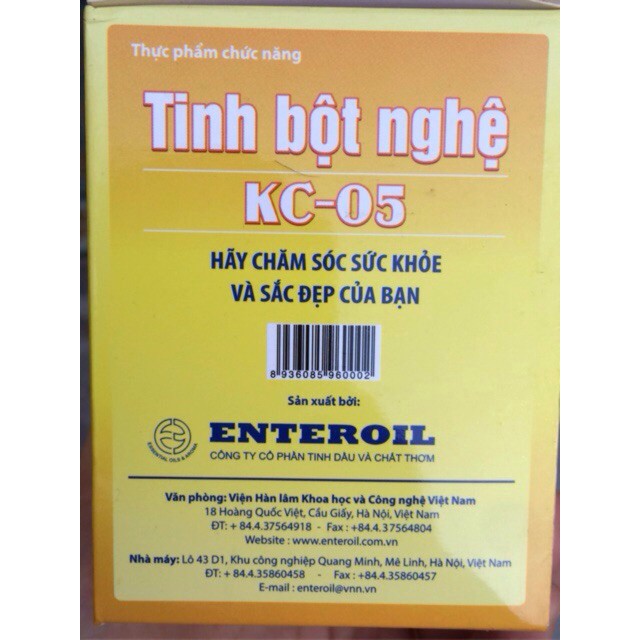 Thực phẩm chức năng
Tinh bột nghệ
KC-05
HÃY CHĂM SÓC SỨC KHỎE
VÀ SẮC ĐẸP CỦA BẠN
8 936085 960002
Sản xuất bởi:
ENTEROIL
ESSENTIAL OILS & AROMA
CÔNG TY CỔ PHẦN TINH DẦU VÀ CHẤT THƠM
Văn phòng: Viện Hàn lâm Khoa học và Công nghệ Việt Nam
18 Hoàng Quốc Việt, Cầu Giấy, Hà Nội, Việt Nam
ĐT: + 84.4.37564918 - Fax : +84.4.37564804
Website : www.enteroil.com.vn
Nhà máy: Lô 43 D1, Khu công nghiệp Quang Minh, Mê Linh, Hà Nội, Việt Nam
ĐT: + 84.4.35860458 - Fax : +84.4.35860457
E-mail : enteroil@vnn.vn